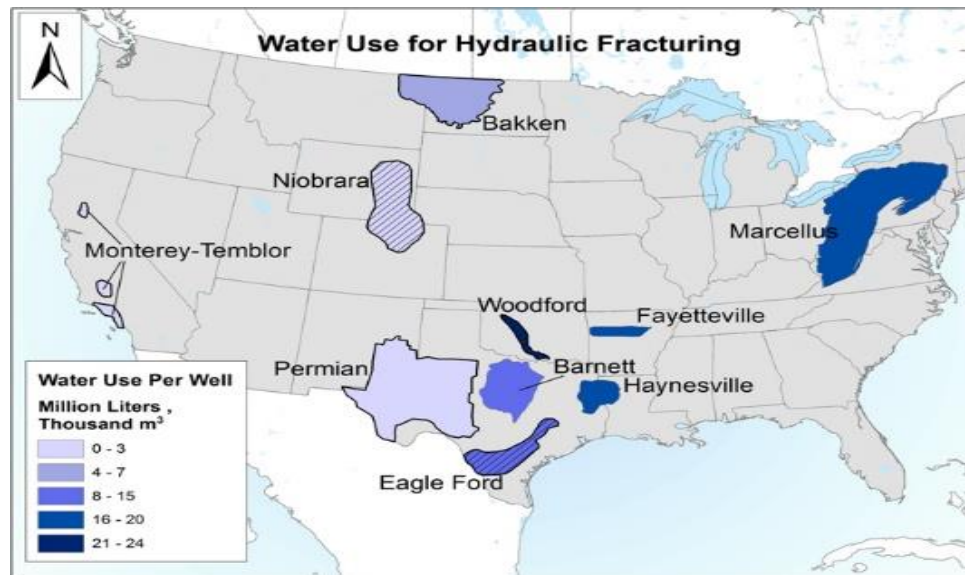 N
Water Use for Hydraulic Fracturing
Bakken
Niobrara
Marcellus
Monterey-Temblor
Woodford
Fayetteville
Permian
Barnett
Haynesville
Eagle Ford
Water Use Per Well
Million Liters ,
Thousand m³
0 - 3
4 - 7
8 - 15
16 - 20
21 - 24